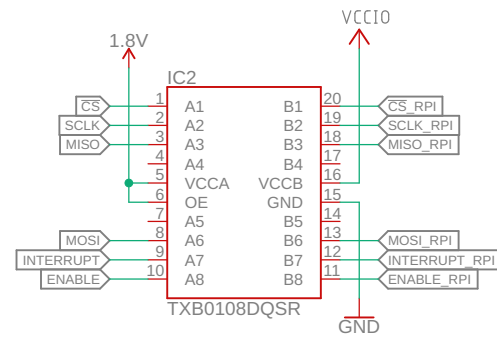 VCCIO
1.8V
IC2
CS 1 A1 B1 20 CS_RPI
SCLK 2 A2 B2 19 SCLK_RPI
MISO 3 A3 B3 18 MISO_RPI
4 A4 B4 17
5 VCCA VCCB 16
6 OE GND 15
7 A5 B5 14
MOSI 8 A6 B6 13 MOSI_RPI
INTERRUPT 9 A7 B7 12 INTERRUPT_RPI
ENABLE 10 A8 B8 11 ENABLE_RPI
TXB0108DQSR
GND